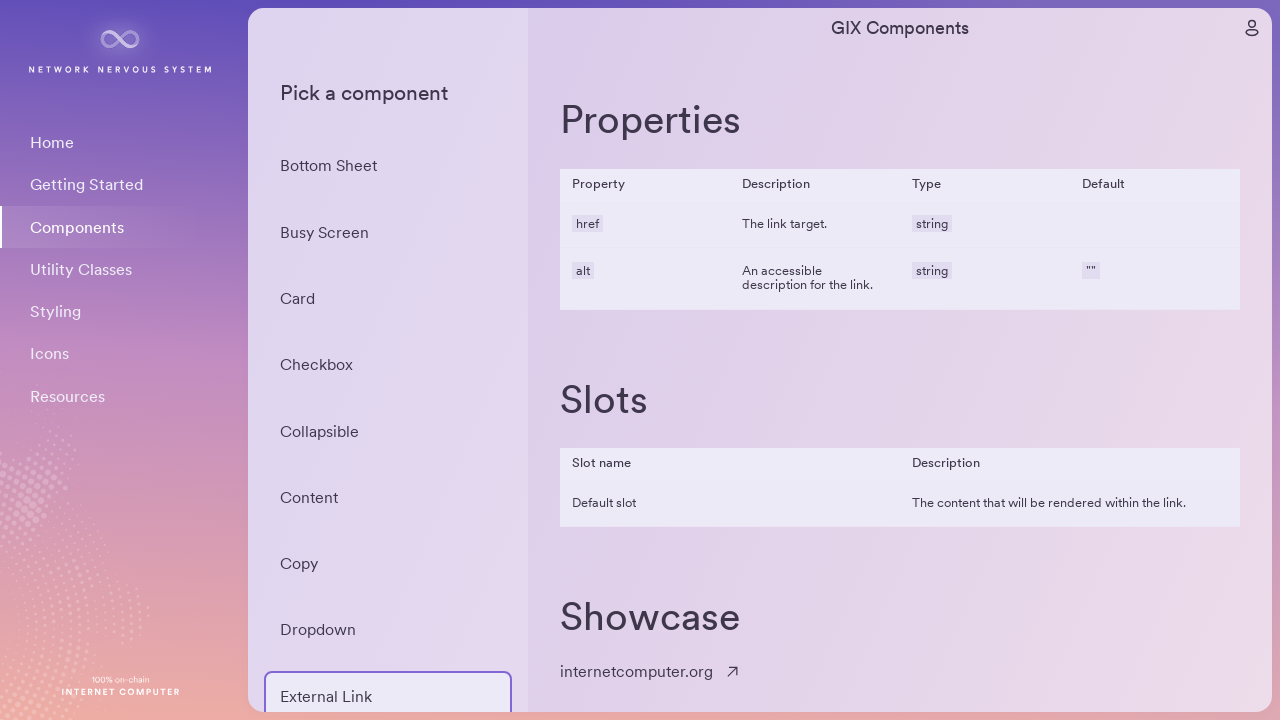 NETWORK NERVOUS SYSTEM
Home
Getting Started
Components
Utility Classes
Styling
Icons
Resources
100% on-chain
INTERNET COMPUTER
Pick a component
Bottom Sheet
Busy Screen
Card
Checkbox
Collapsible
Content
Copy
Dropdown
External Link
GIX Components
Properties
Property Description Type Default
href The link target. string
alt An accessible string ""
description for the link.
Slots
Slot name Description
Default slot The content that will be rendered within the link.
Showcase
internetcomputer.org